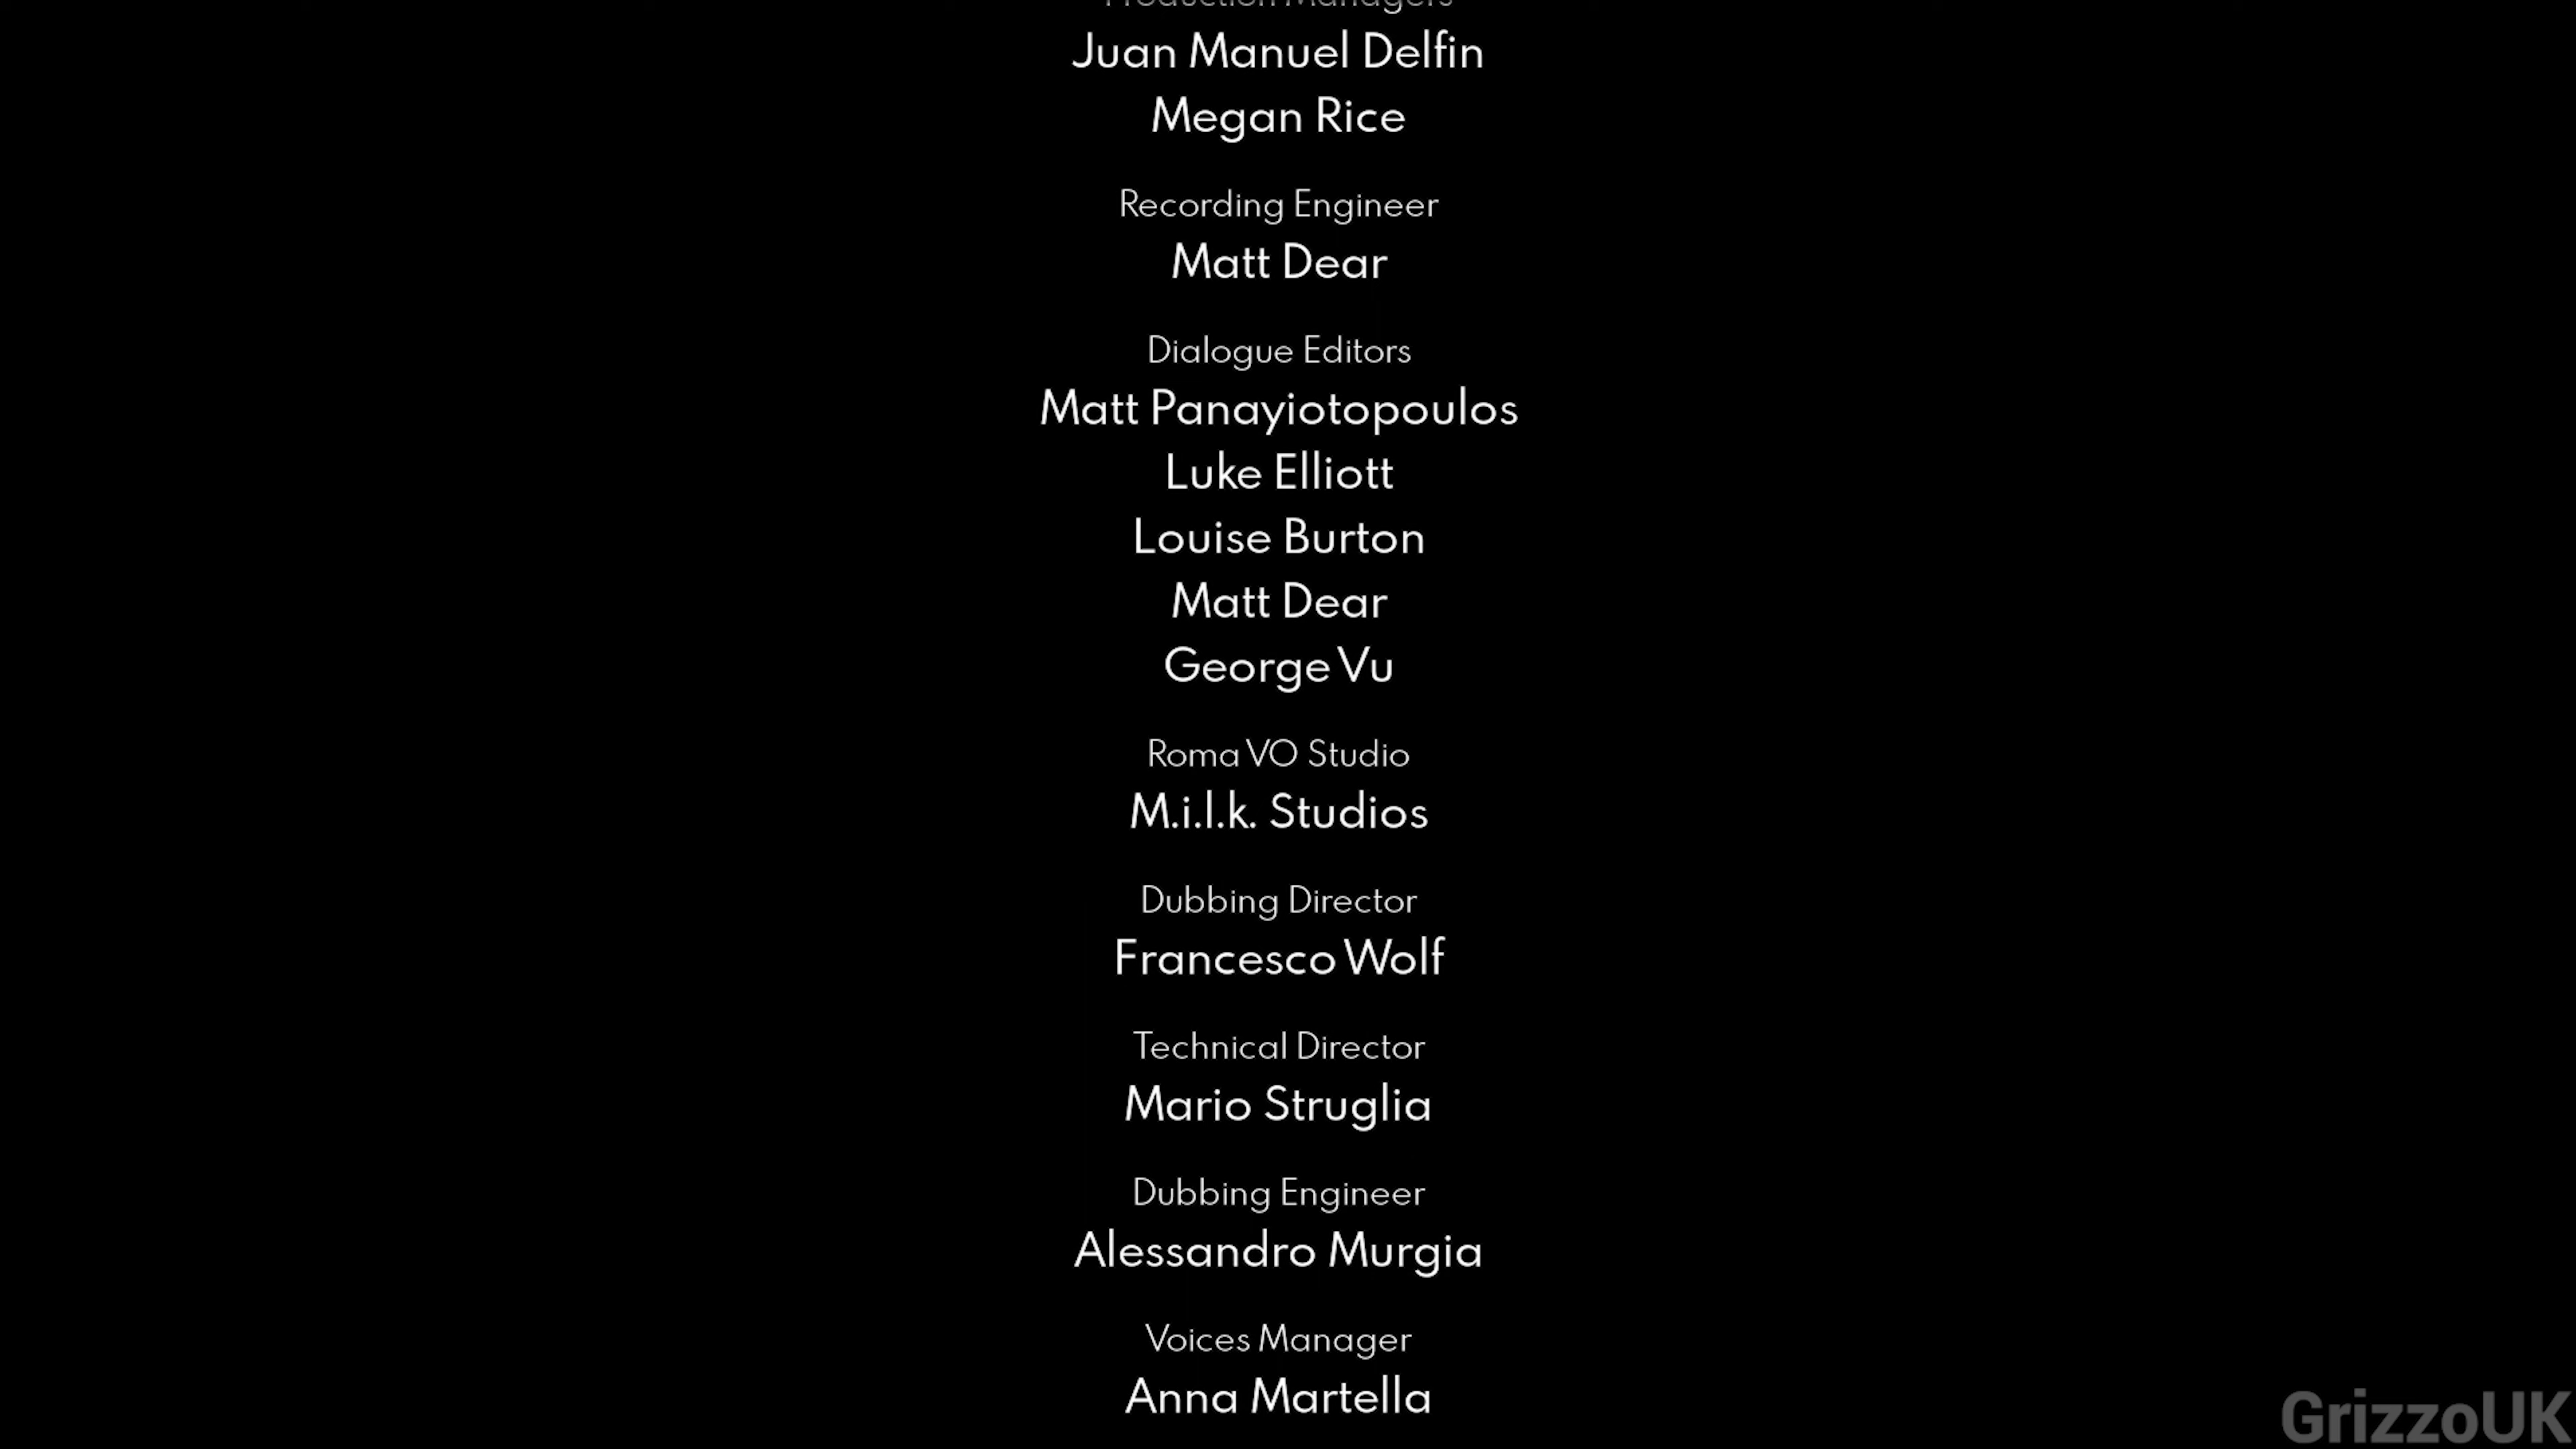 Production Managers
Juan Manuel Delfin
Megan Rice
Recording Engineer
Matt Dear
Dialogue Editors
Matt Panayiotopoulos
Luke Elliott
Louise Burton
Matt Dear
George Vu
Roma VO Studio
M.i.l.k. Studios
Dubbing Director
Francesco Wolf
Technical Director
Mario Struglia
Dubbing Engineer
Alessandro Murgia
Voices Manager
Anna Martella
GrizzoUK